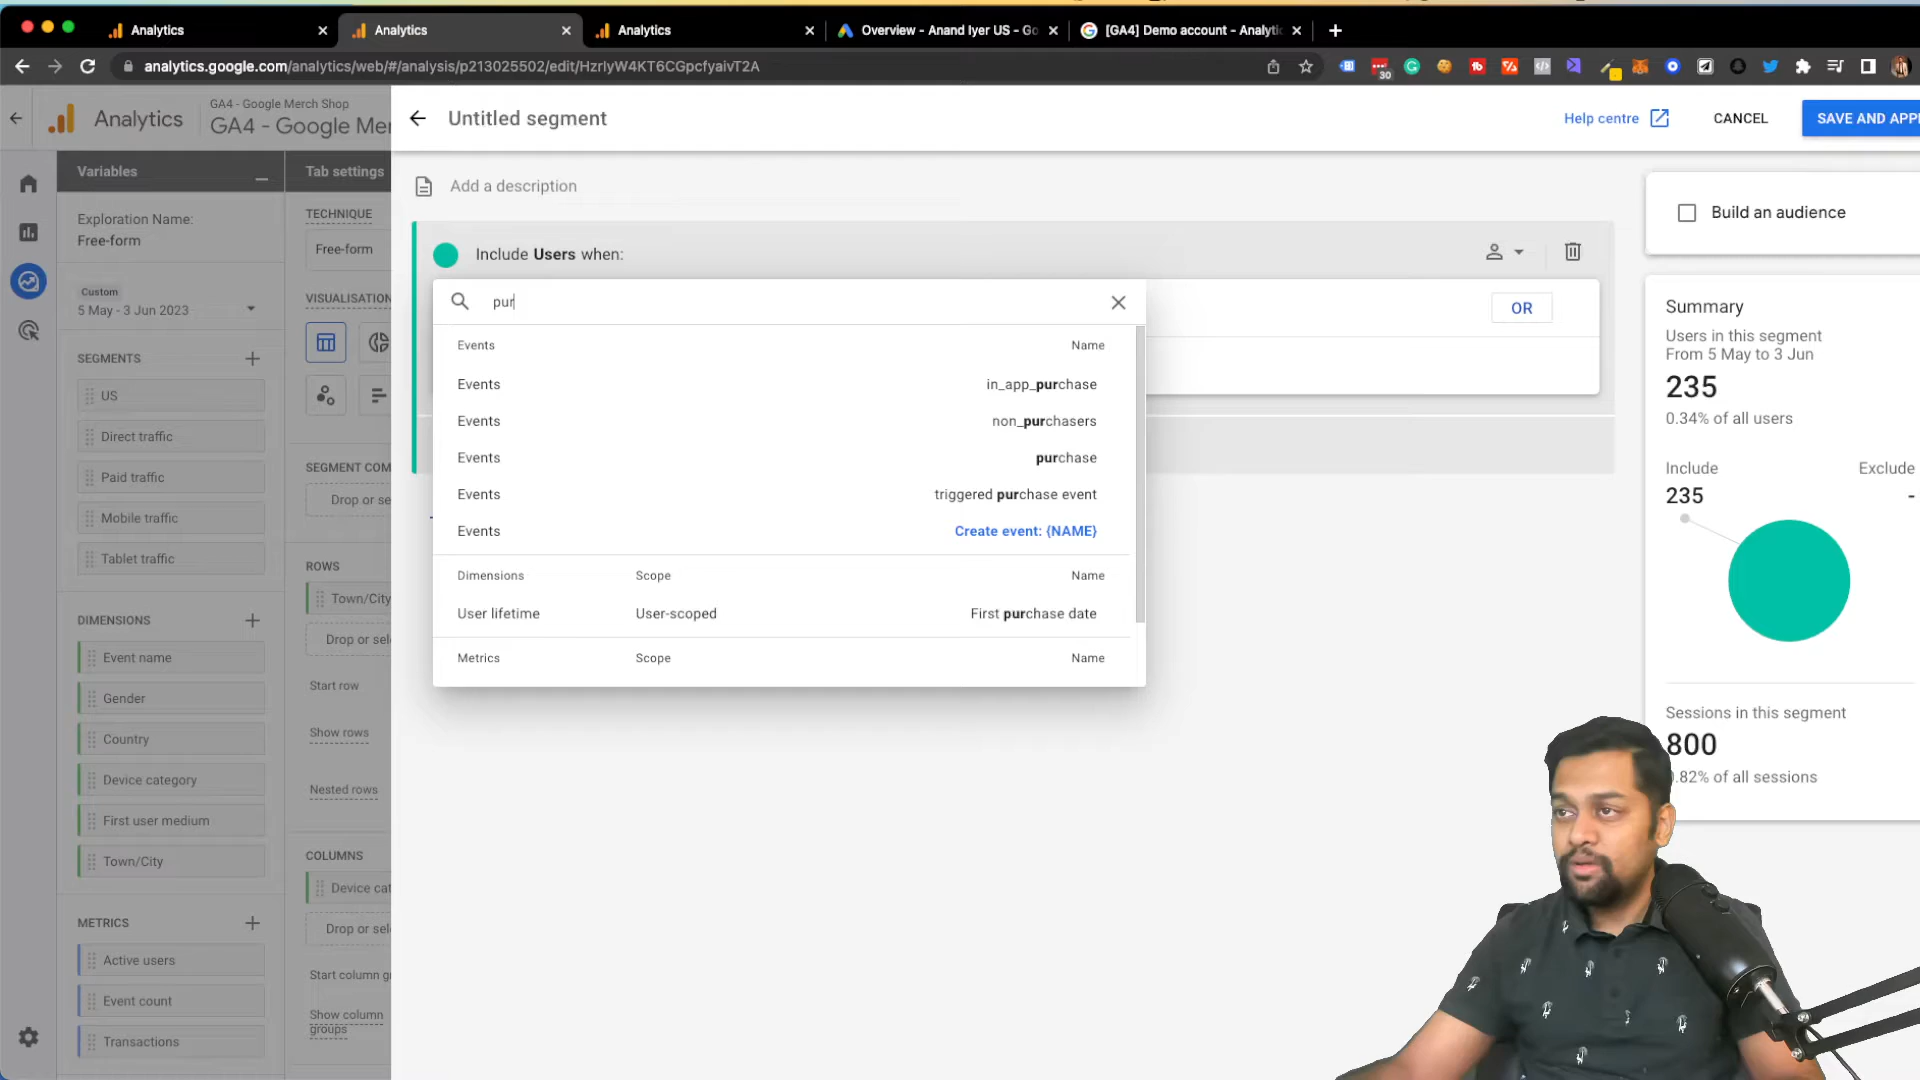 Analytics
Analytics
Analytics
Overview - Anand Iyer US - Go
[GA4] Demo account - Analytic
analytics.google.com/analytics/web/#/analysis/p213025502/edit/HzrlyW4KT6CGpcfyaivT2A
30
Analytics
GA4 - Google Merch Shop
GA4 - Google Mer
Untitled segment
Help centre
CANCEL
SAVE AND APP
Variables
Tab settings
Add a description
Build an audience
Exploration Name:
Free-form
TECHNIQUE
Free-form
Include Users when:
Custom
5 May - 3 Jun 2023
VISUALISATION
pur
OR
Summary
Users in this segment
From 5 May to 3 Jun
235
0.34% of all users
Include
Exclude
235
-
SEGMENTS
US
Direct traffic
Paid traffic
Mobile traffic
Tablet traffic
SEGMENT COM
Drop or se
Events Name
Events in_app_purchase
Events non_purchasers
Events purchase
Events triggered purchase event
Events Create event: {NAME}
Dimensions Scope Name
User lifetime User-scoped First purchase date
Metrics Scope Name
ROWS
Town/City
Drop or sele
Start row
Show rows
Nested rows
DIMENSIONS
Event name
Gender
Country
Device category
First user medium
Town/City
COLUMNS
Device cat
Drop or sele
Start column g
Show column
groups
METRICS
Active users
Event count
Transactions
Sessions in this segment
800
.82% of all sessions